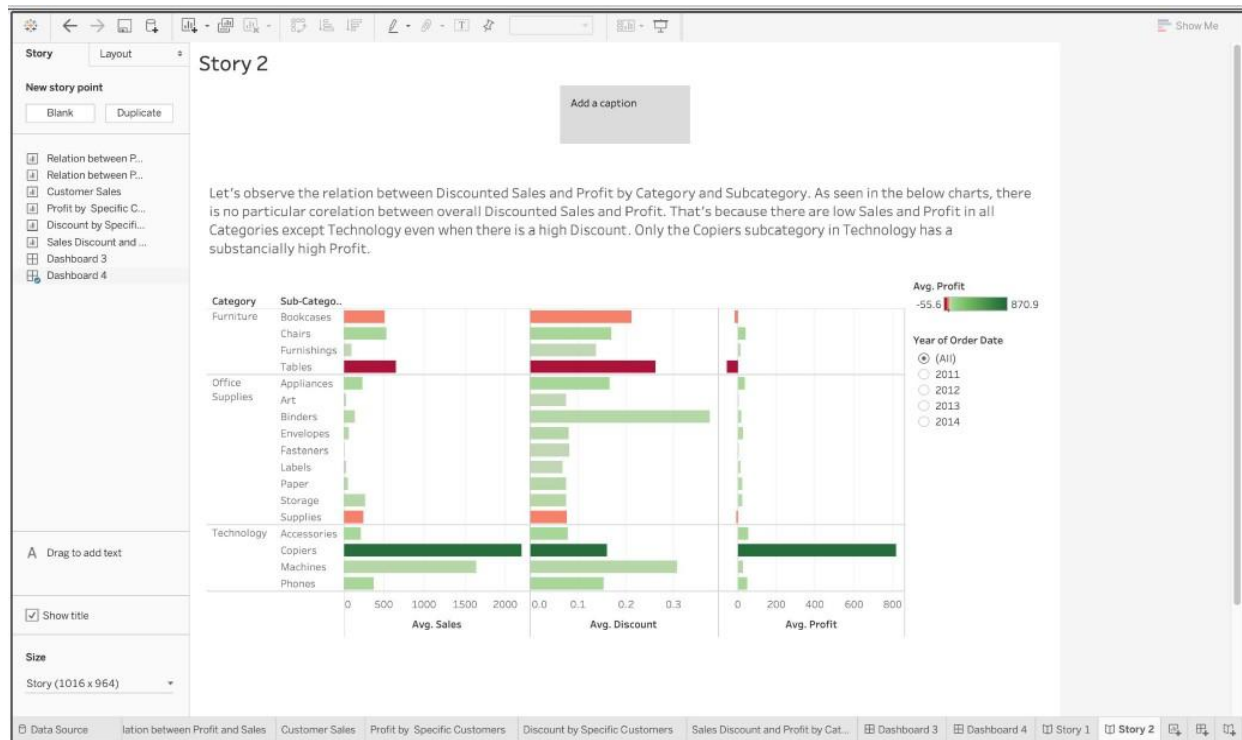 Show Me
Story
Layout
Story 2
New story point
Blank
Duplicate
Add a caption
Relation between P...
Relation between P...
Customer Sales
Profit by Specific C...
Discount by Specifi...
Sales Discount and ...
Dashboard 3
Dashboard 4
Let's observe the relation between Discounted Sales and Profit by Category and Subcategory. As seen in the below charts, there
is no particular corelation between overall Discounted Sales and Profit. That's because there are low Sales and Profit in all
Categories except Technology even when there is a high Discount. Only the Copiers subcategory in Technology has a
substancially high Profit.
Avg. Profit
-55.6 870.9
Year of Order Date
(All)
2011
2012
2013
2014
Category Sub-Catego..
Furniture Bookcases
Chairs
Furnishings
Tables
Office Supplies Appliances
Art
Binders
Envelopes
Fasteners
Labels
Paper
Storage
Supplies
Technology Accessories
Copiers
Machines
Phones
0 500 1000 1500 2000 0.0 0.1 0.2 0.3 0 200 400 600 800
Avg. Sales Avg. Discount Avg. Profit
A Drag to add text
Show title
Size
Story (1016 x 964)
Data Source lation between Profit and Sales Customer Sales Profit by Specific Customers Discount by Specific Customers Sales Discount and Profit by Cat... Dashboard 3 Dashboard 4 Story 1 Story 2